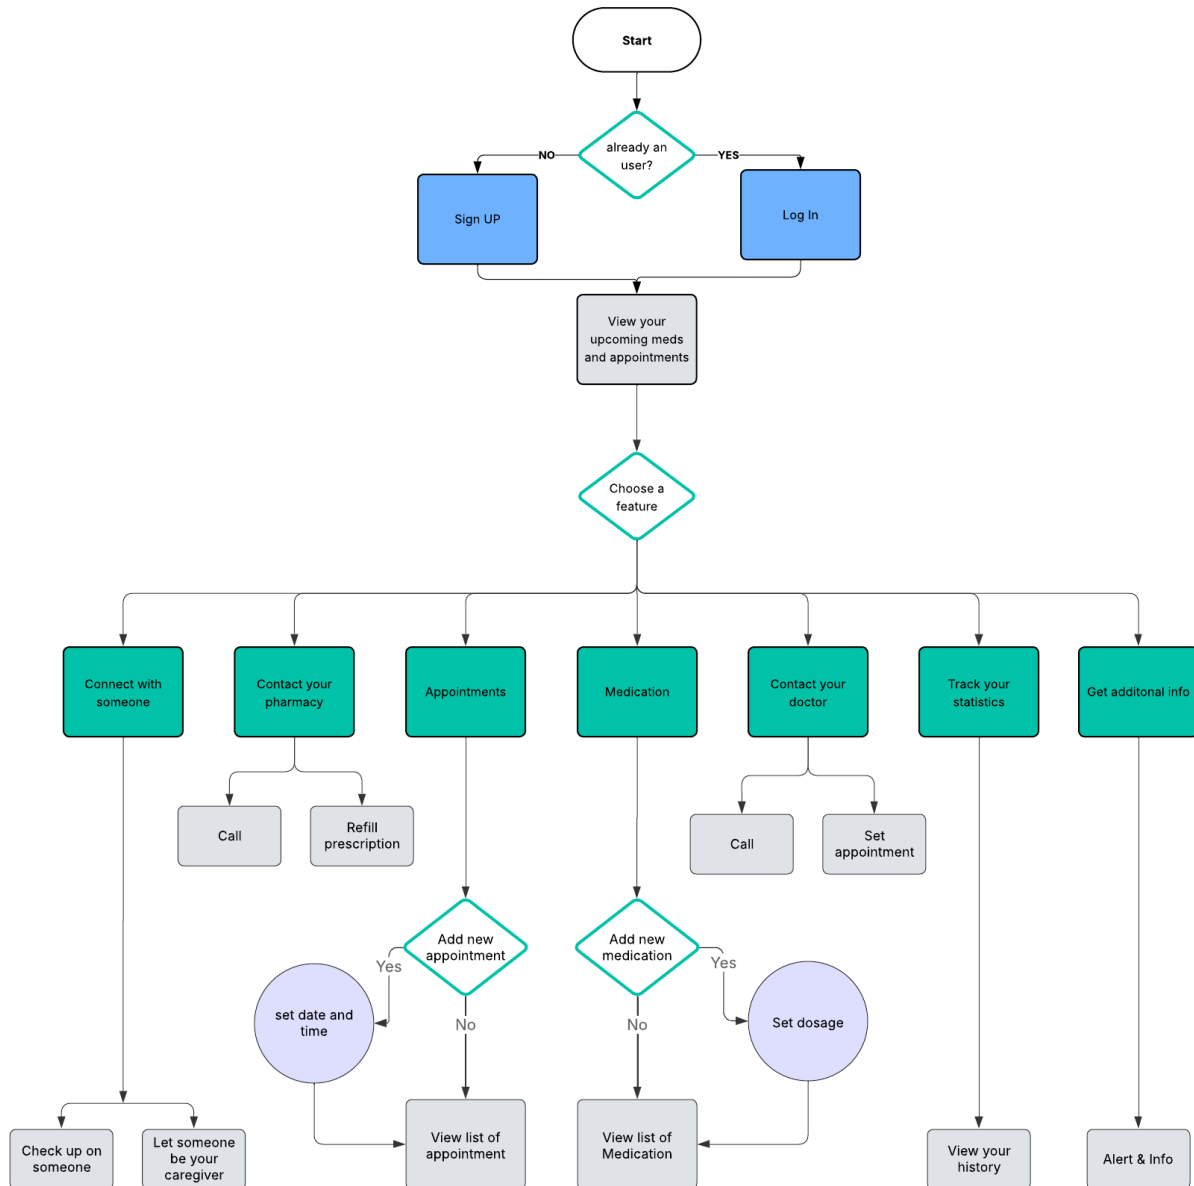 Start
already an
user?
NO
YES
Sign UP
Log In
View your
upcoming meds
and appointments
Choose a
feature
Connect with
someone
Contact your
pharmacy
Appointments
Medication
Contact your
doctor
Track your
statistics
Get additonal info
Call
Refill
prescription
Call
Set
appointment
Add new
appointment
Add new
medication
Yes
Yes
set date and
time
No
No
Set dosage
Check up on
someone
Let someone
be your
caregiver
View list of
appointment
View list of
Medication
View your
history
Alert & Info